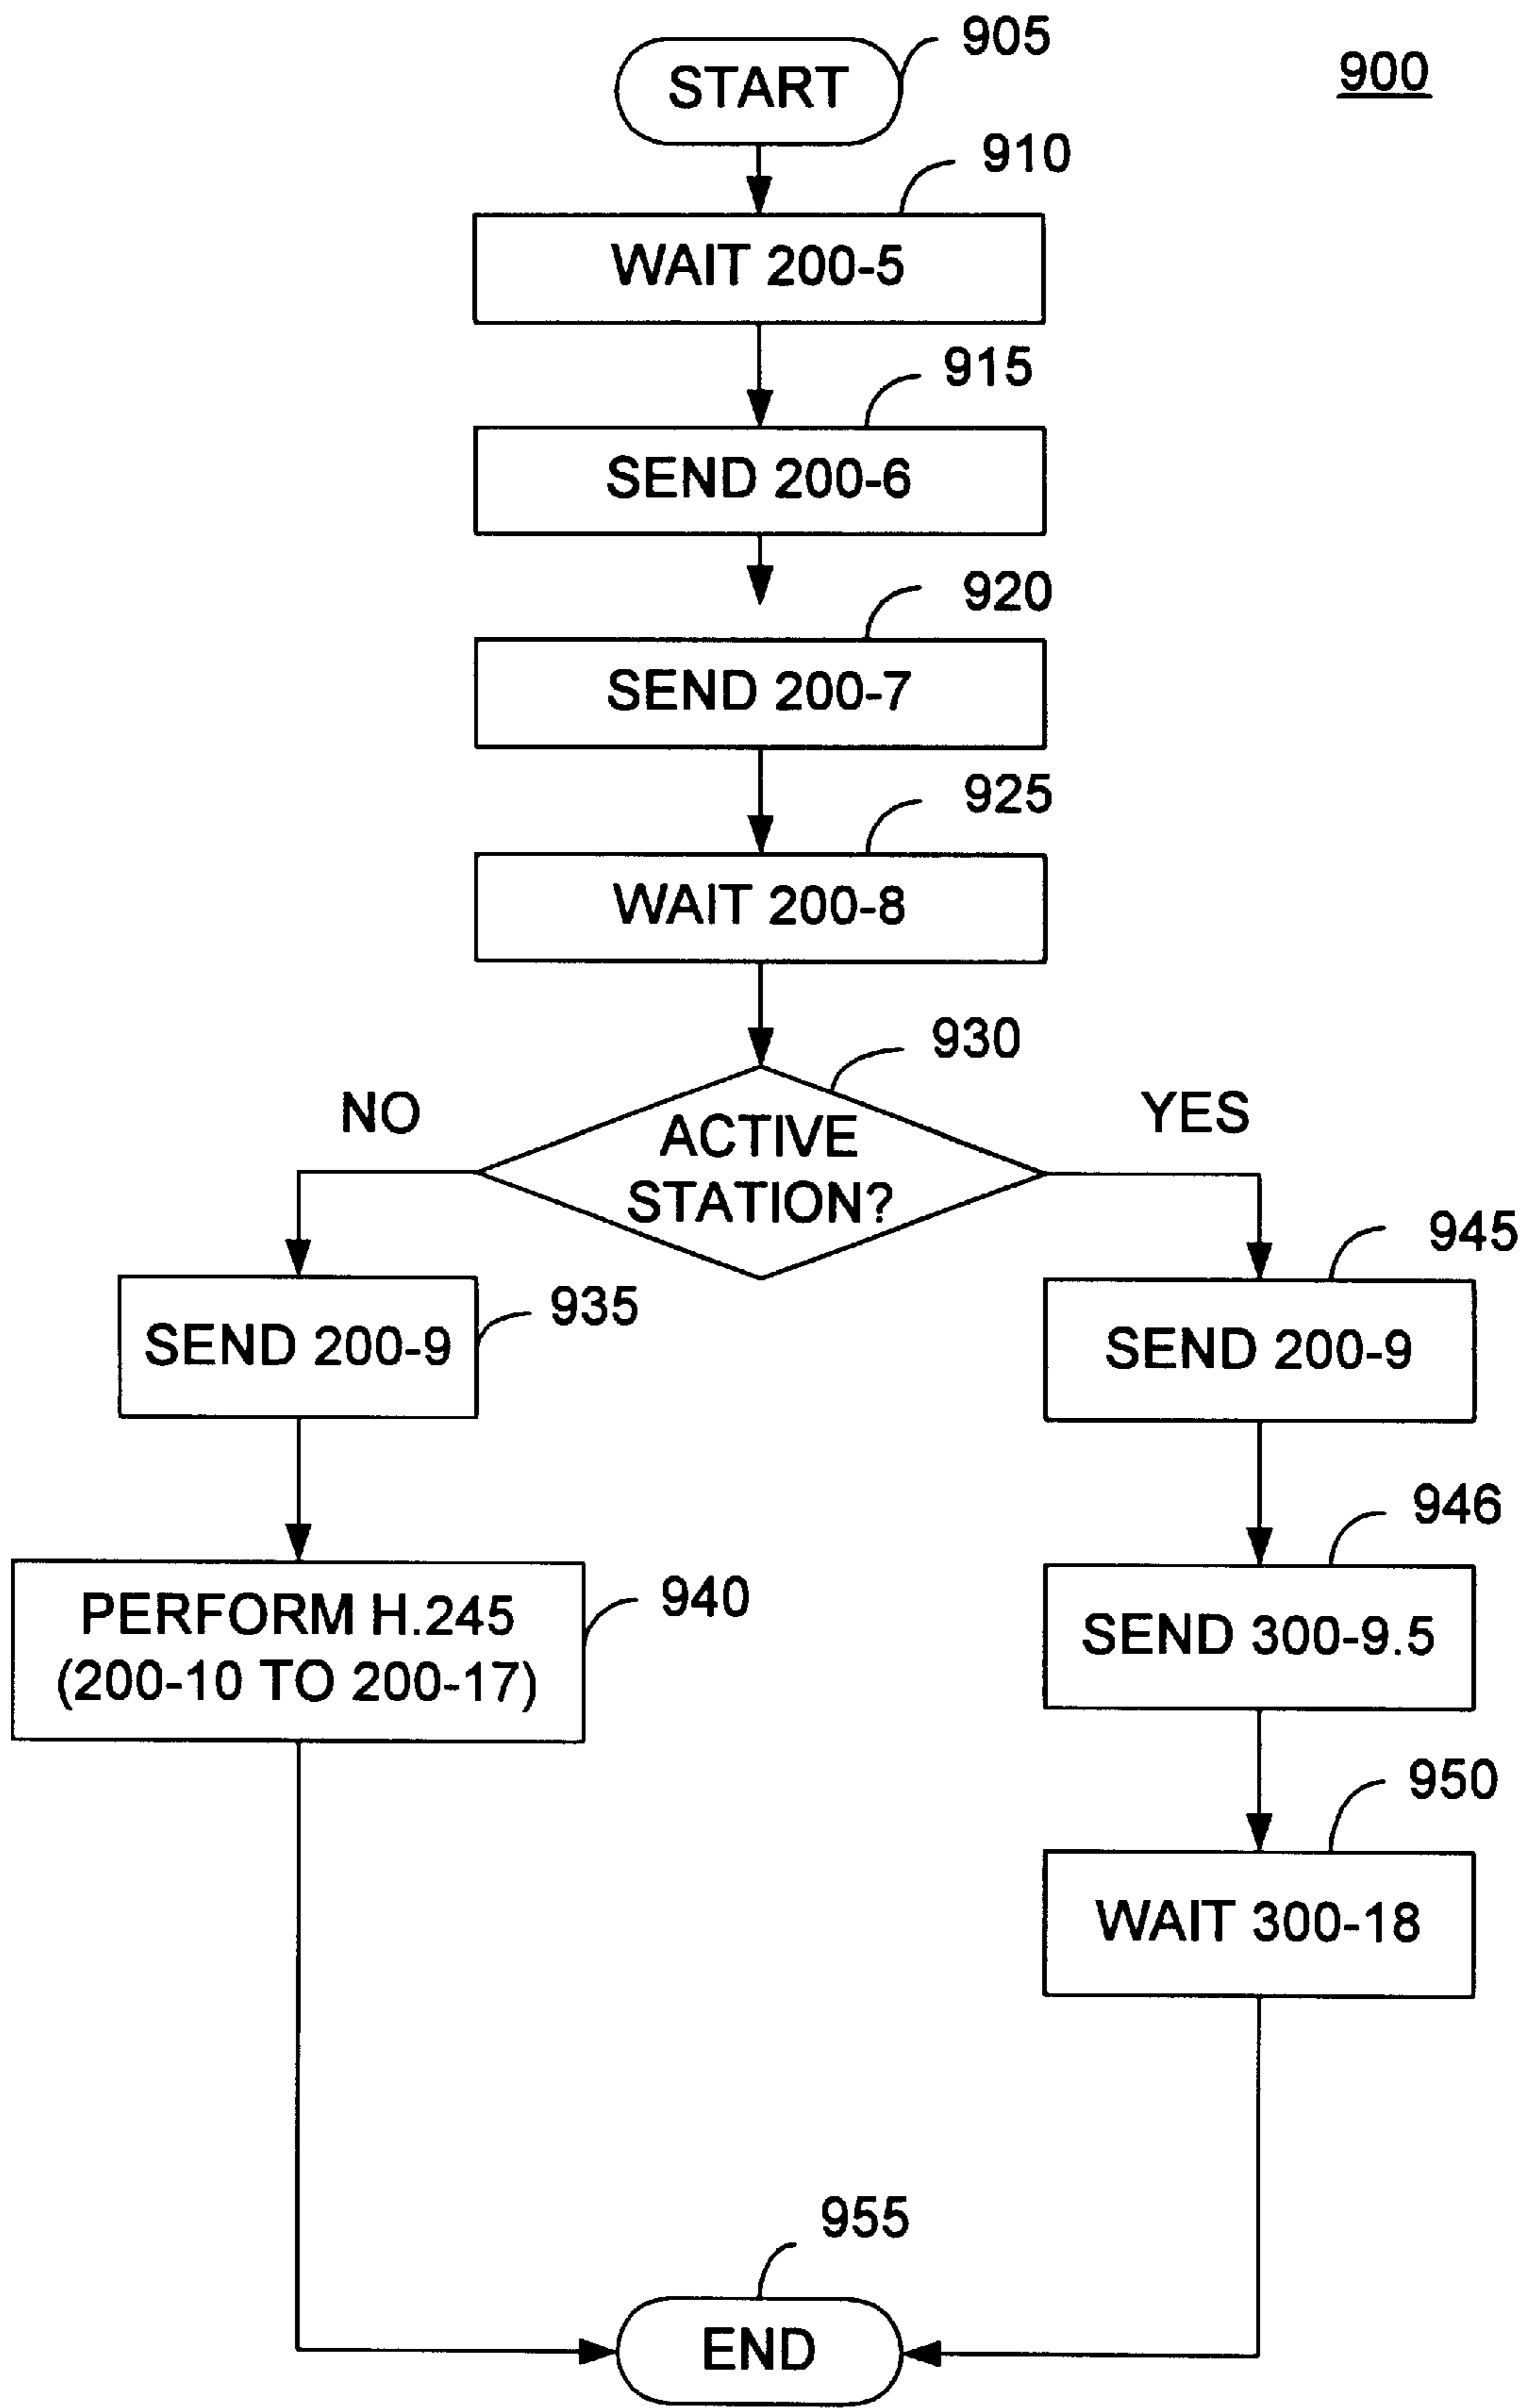 905
900
START
910
WAIT 200-5
915
SEND 200-6
920
SEND 200-7
925
WAIT 200-8
930
NO
YES
ACTIVE
STATION?
945
935
SEND 200-9
SEND 200-9
946
940
PERFORM H.245
(200-10 TO 200-17)
SEND 300-9.5
950
WAIT 300-18
955
END